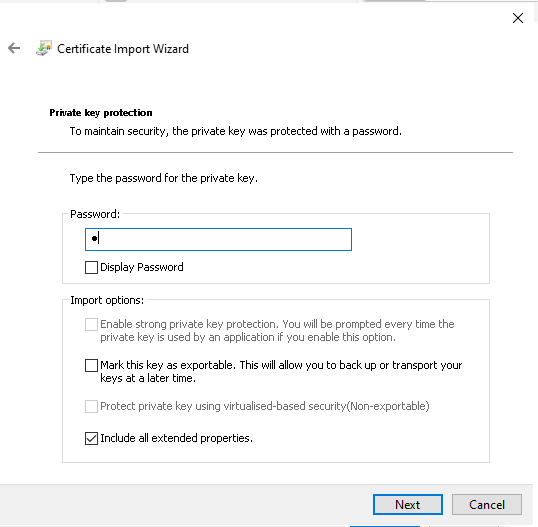 Certificate Import Wizard
Private key protection
To maintain security, the private key was protected with a password.
Type the password for the private key.
Password:
●
Display Password
Import options:
Enable strong private key protection. You will be prompted every time the
private key is used by an application if you enable this option.
Mark this key as exportable. This will allow you to back up or transport your
keys at a later time.
Protect private key using virtualised-based security(Non-exportable)
Include all extended properties.
Next
Cancel